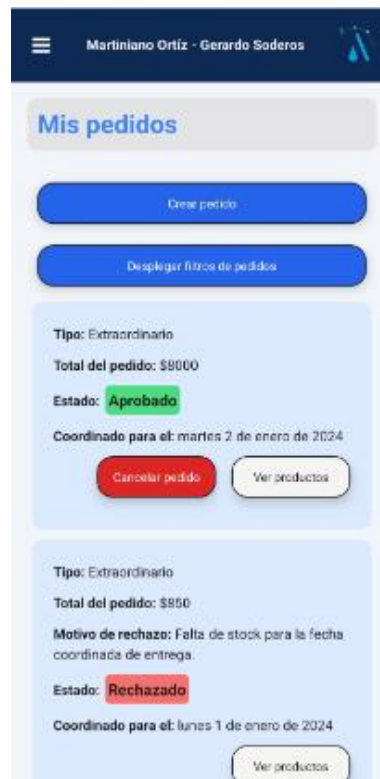 Martiniano Ortíz - Gerardo Soderos
Mis pedidos
Crear pedido
Desplegar filtros de pedidos
Tipo: Extraordinario
Total del pedido: $8000
Estado: Aprobado
Coordinado para el: martes 2 de enero de 2024
Cancelar pedido Ver productos
Tipo: Extraordinario
Total del pedido: $850
Motivo de rechazo: Falta de stock para la fecha
coordinada de entrega.
Estado: Rechazado
Coordinado para el: lunes 1 de enero de 2024
Ver productos